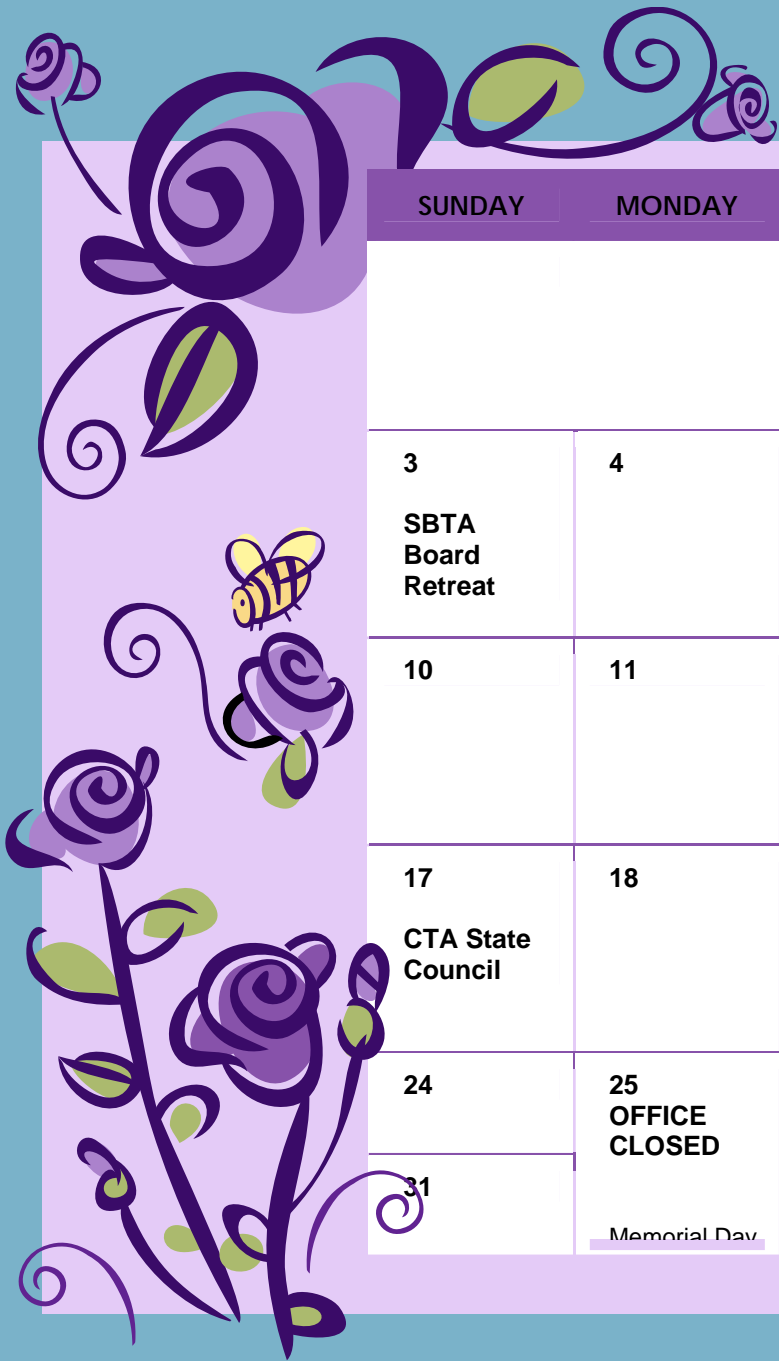 SUNDAY MONDAY
3 4
SBTA
Board
Retreat
10 11
17 18
CTA State
Council
24 25
OFFICE
CLOSED
31
Memorial Day